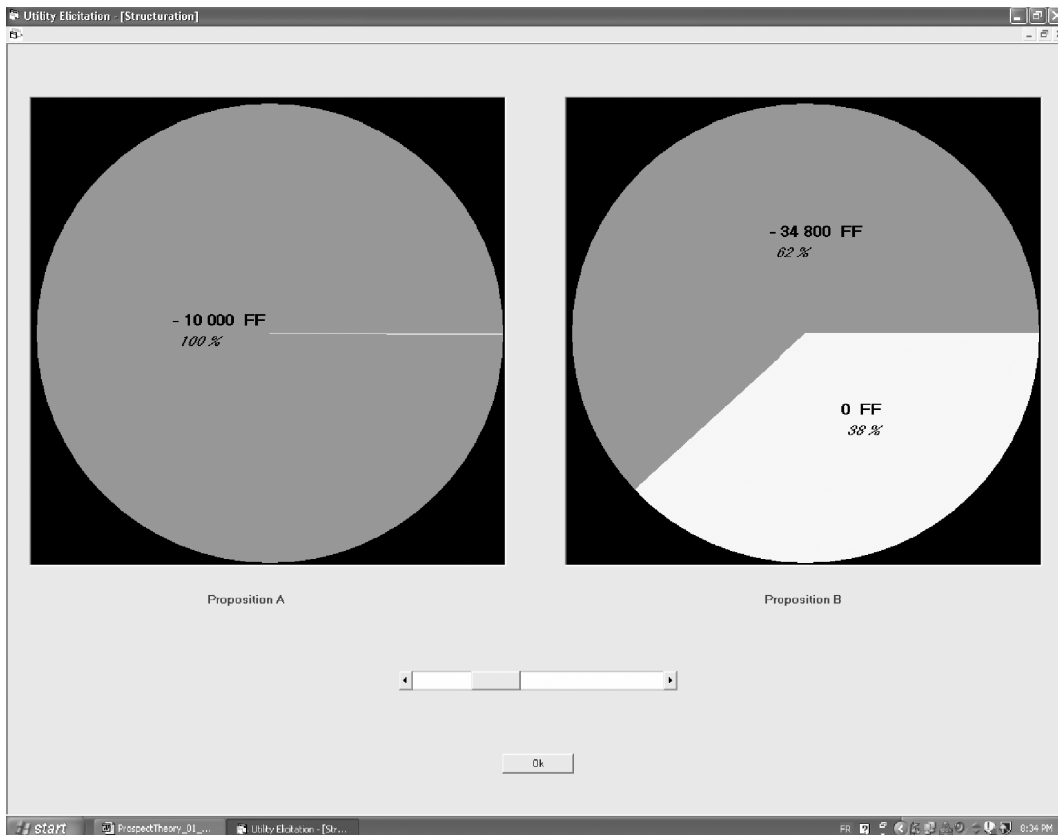 Utility Elicitation - [Structuration]
- 10 000 FF
100 %
- 34 800 FF
62 %
0 FF
38 %
Proposition A
Proposition B
Ok
start
ProspectTheory_01_...
Utility Elicitation - [Str...
FR
8:34 PM